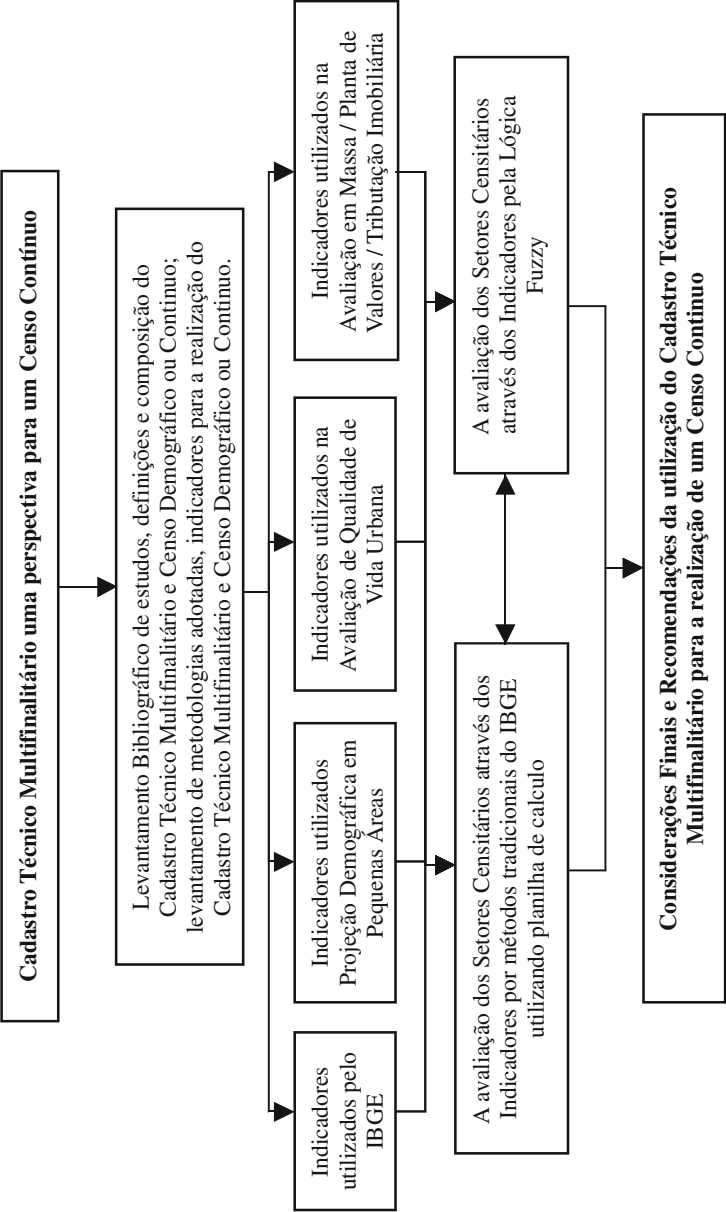 Cadastro Técnico Multifinalitário uma perspectiva para um Censo Contínuo
Levantamento Bibliográfico de estudos, definições e composição do
Cadastro Técnico Multifinalitário e Censo Demográfico ou Continuo;
levantamento de metodologias adotadas, indicadores para a realização do
Cadastro Técnico Multifinalitário e Censo Demográfico ou Continuo.
Indicadores
utilizados pelo
IBGE
Indicadores utilizados
Projeção Demográfica em
Pequenas Áreas
Indicadores utilizados na
Avaliação de Qualidade de
Vida Urbana
Indicadores utilizados na
Avaliação em Massa / Planta de
Valores / Tributação Imobiliária
A avaliação dos Setores Censitários através dos
Indicadores por métodos tradicionais do IBGE
utilizando planilha de calculo
A avaliação dos Setores Censitários
através dos Indicadores pela Lógica
Fuzzy
Considerações Finais e Recomendações da utilização do Cadastro Técnico
Multifinalitário para a realização de um Censo Continuo